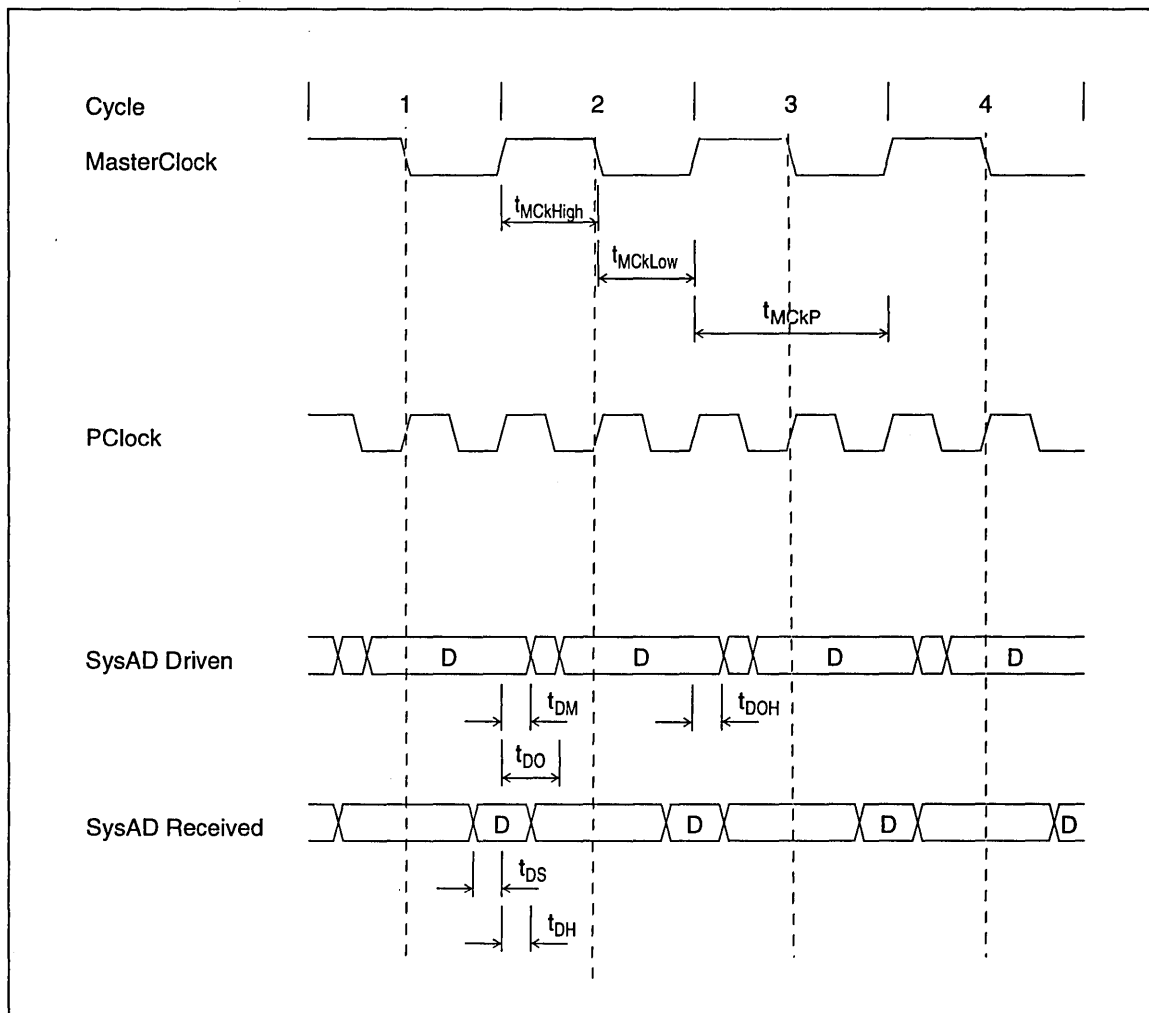 Cycle 1 2 3 4
MasterClock
tMCkHigh
tMCkLow
tMCkP
PClock
SysAD Driven D D D D
tDM tDOH
tDO
SysAD Received D D D D
tDS
tDH